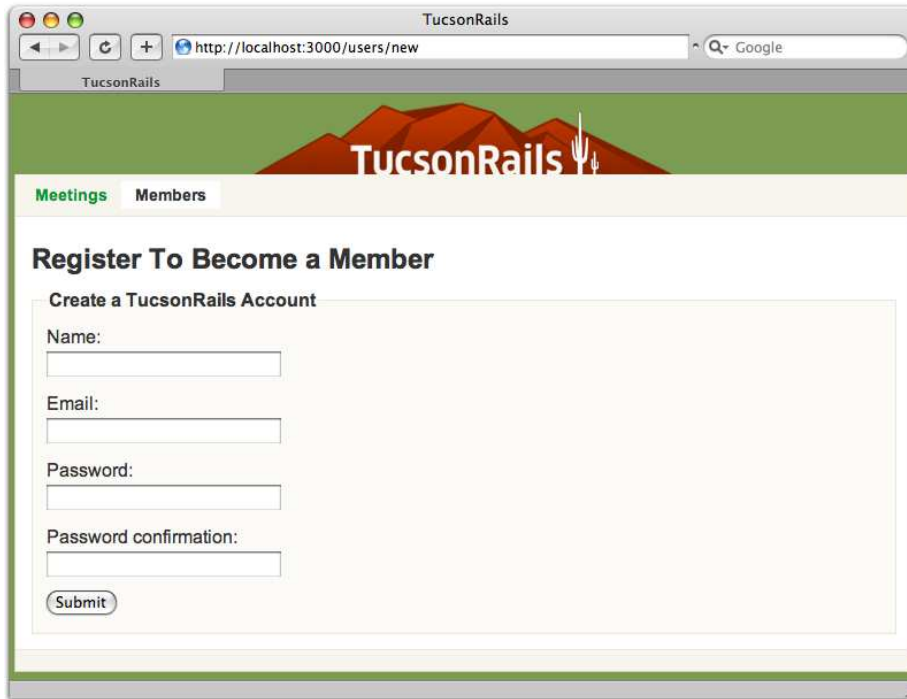 TucsonRails
http://localhost:3000/users/new
Google
TucsonRails
TucsonRails
Meetings Members
Register To Become a Member
Create a TucsonRails Account
Name:
Email:
Password:
Password confirmation:
Submit